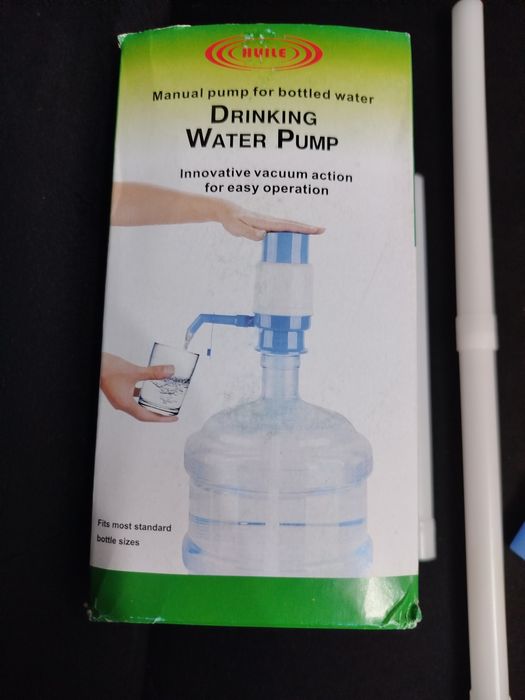 HUILE
Manual pump for bottled water
DRINKING
WATER PUMP
Innovative vacuum action
for easy operation
Fits most standard
bottle sizes